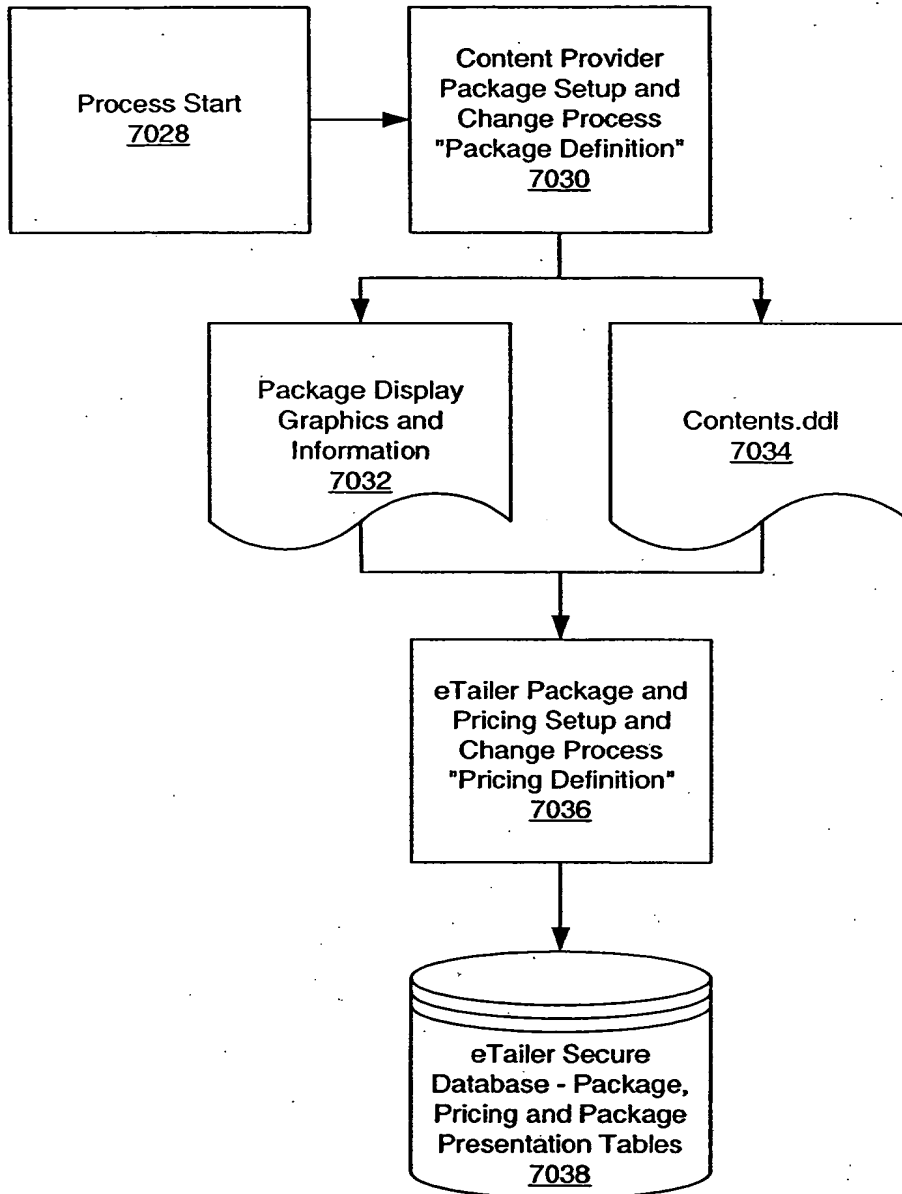 Process Start
7028
Content Provider
Package Setup and
Change Process
"Package Definition"
7030
Package Display
Graphics and
Information
7032
Contents.ddl
7034
eTailer Package and
Pricing Setup and
Change Process
"Pricing Definition"
7036
eTailer Secure
Database - Package,
Pricing and Package
Presentation Tables
7038